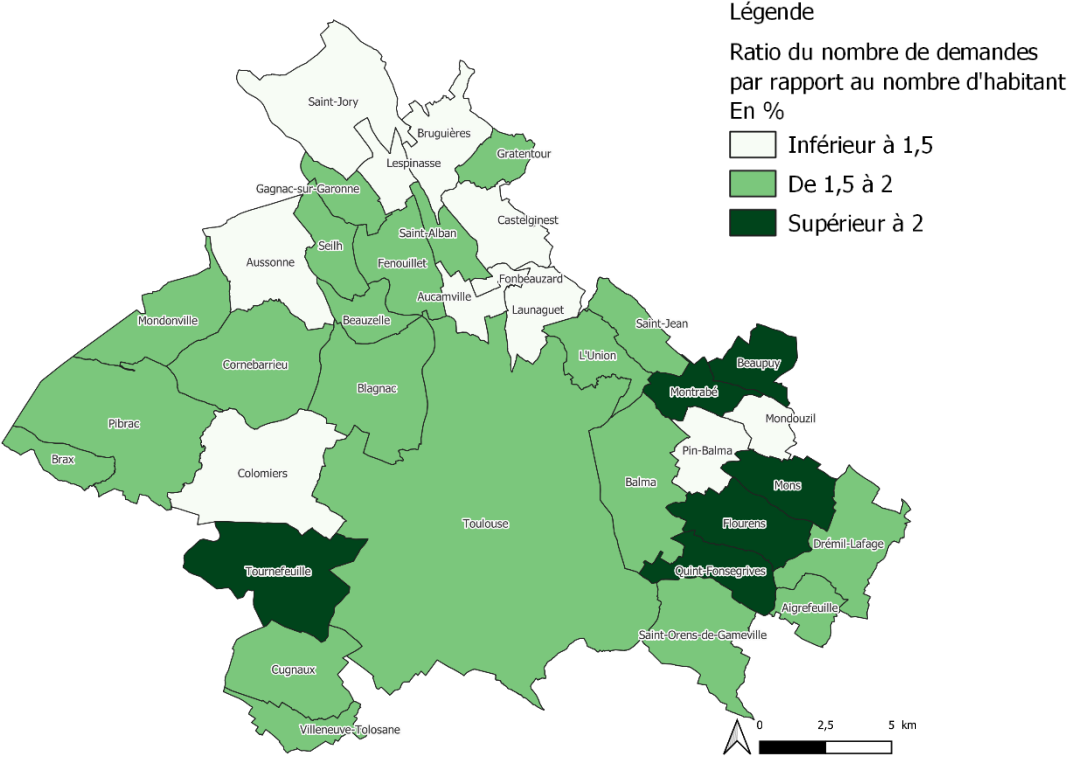 Légende
Ratio du nombre de demandes
par rapport au nombre d'habitant
En %
Inférieur à 1,5
De 1,5 à 2
Supérieur à 2
Saint-Jory
Bruguières
Lespinasse
Gratentour
Gagnac-sur-Garonne
Castelginest
Saint-Alban
Seilh
Aussonne
Fenouillet
Fonbeauzard
Aucamville
Launaguet
Mondonville
Beauzelle
Saint-Jean
L'Union
Cornebarrieu
Beaupuy
Blagnac
Montrabé
Pibrac
Mondouzil
Pin-Balma
Brax
Colomiers
Balma
Mons
Toulouse
Flourens
Drémil-Lafage
Tournefeuille
Quint-Fonsegrives
Aigrefeuille
Saint-Orens-de-Gameville
Cugnaux
Villeneuve-Tolosane
0 2,5 5 km